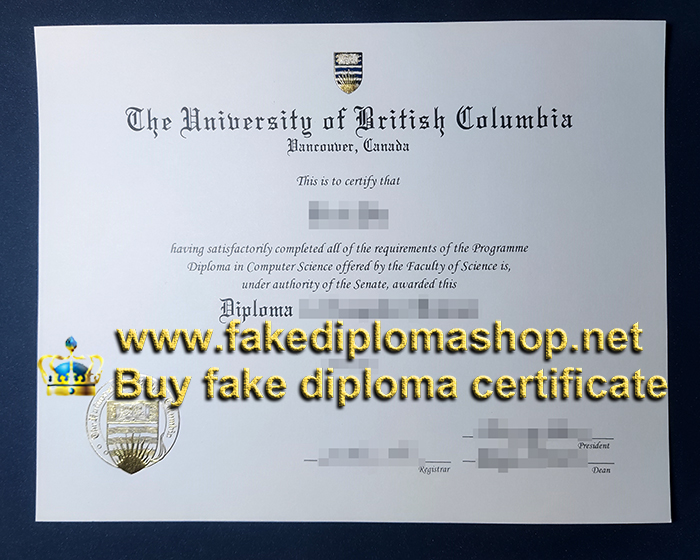 The University of British Columbia
Vancouver, Canada
This is to certify that
having satisfactorily completed all of the requirements of the Programme
Diploma in Computer Science offered by the Faculty of Science is,
under authority of the Senate, awarded this
Diploma
www.fakediplomashop.net
Buy fake diploma certificate
President
Registrar
Dean